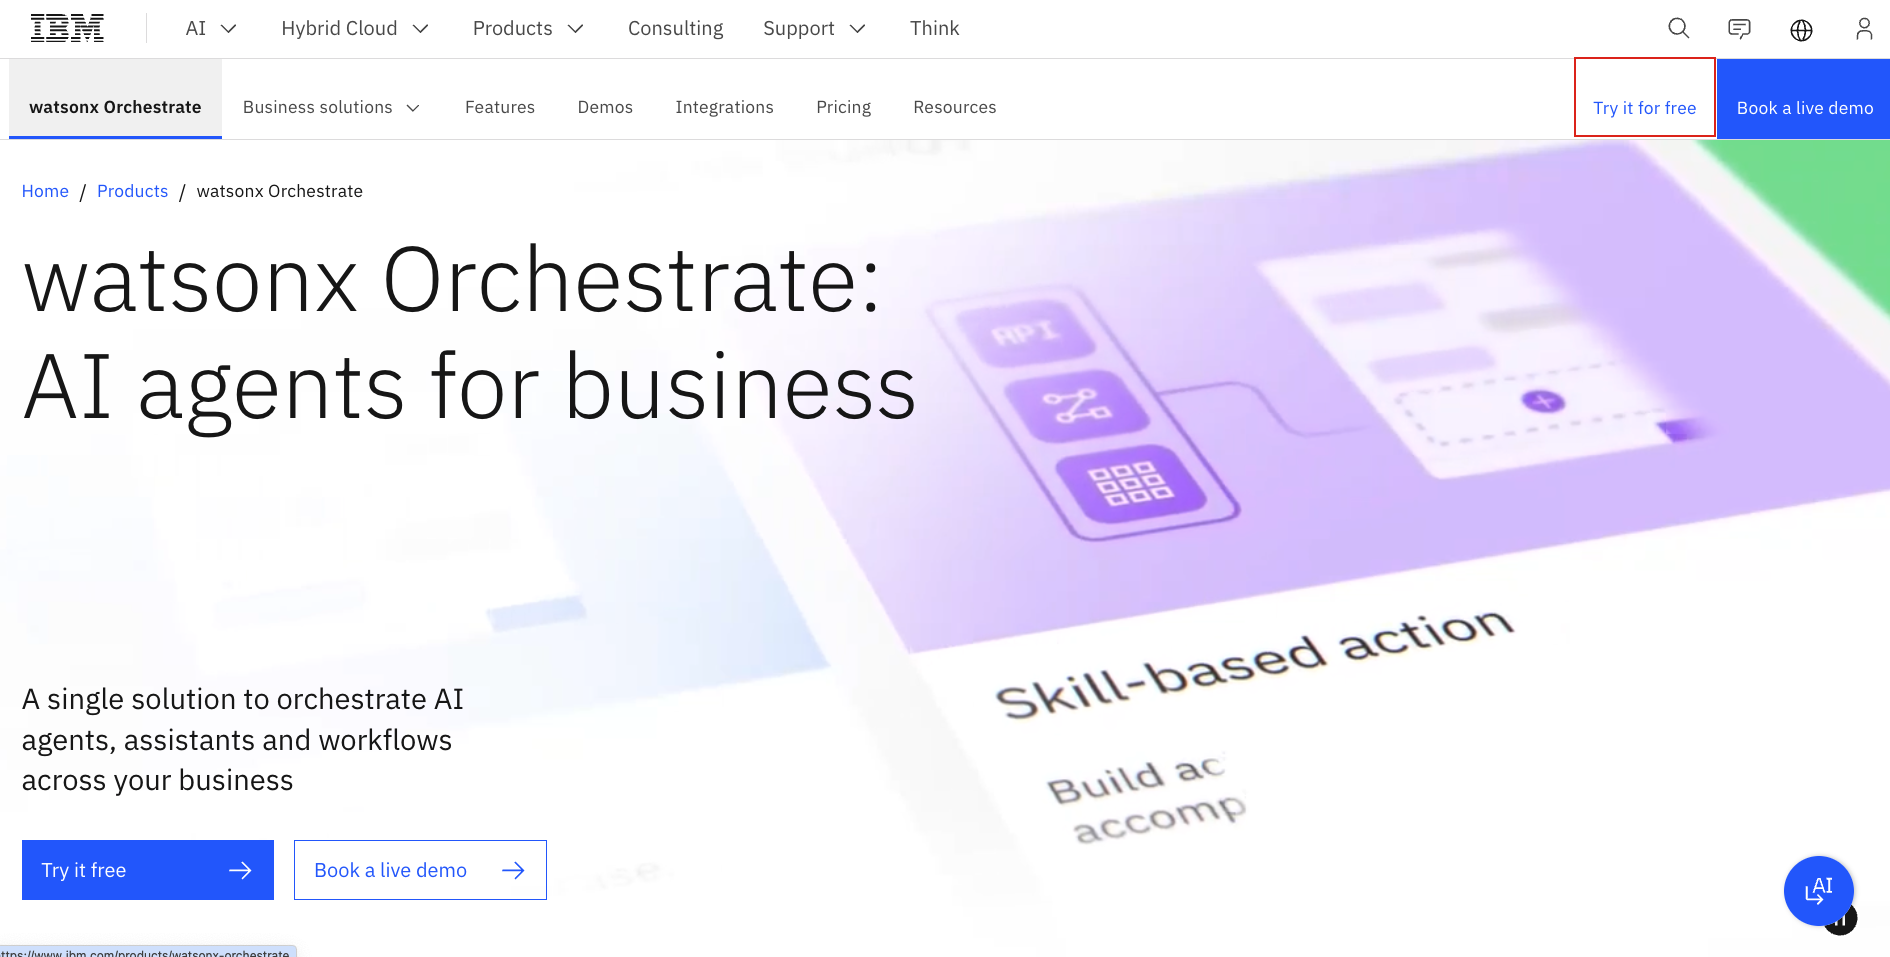 IBM
AI
Hybrid Cloud
Products
Consulting
Support
Think
watsonx Orchestrate
Business solutions
Features
Demos
Integrations
Pricing
Resources
Try it for free
Book a live demo
Home / Products / watsonx Orchestrate
watsonx Orchestrate:
AI agents for business
API
Skill-based action
Build
A single solution to orchestrate AI
agents, assistants and workflows
across your business
Try it free
Book a live demo
AI
ttps://www.ibm.com/products/watsonx-orchestrate